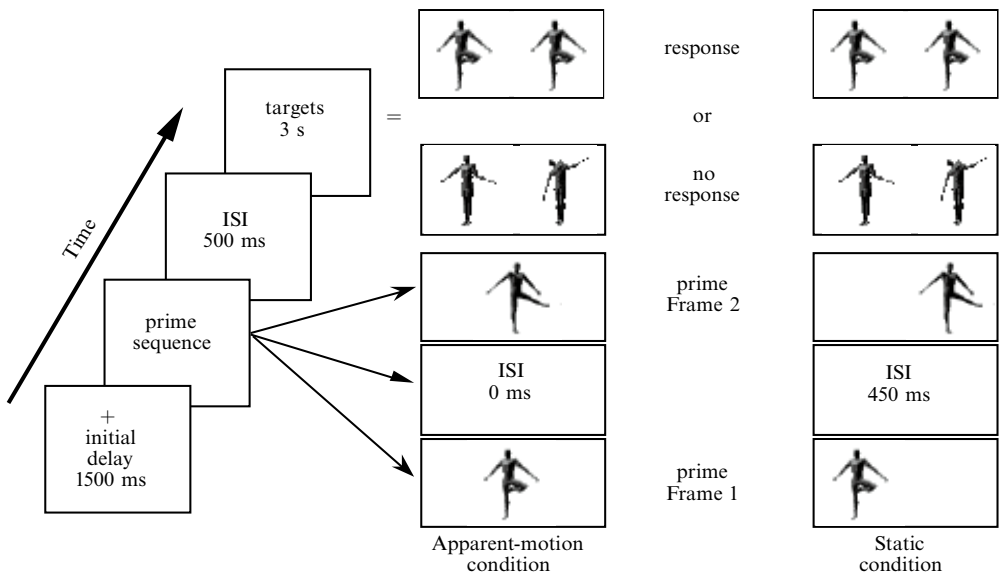 response
targets
3 s
=
or
no
response
ISI
500 ms
Time
prime
Frame 2
prime
sequence
ISI
0 ms
ISI
450 ms
+
initial
delay
1500 ms
prime
Frame 1
Apparent-motion
condition
Static
condition